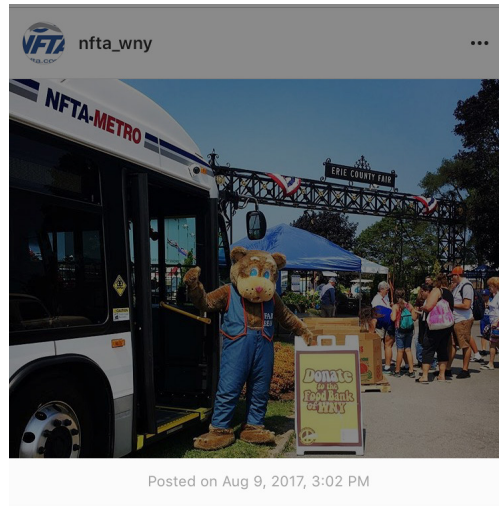 NFTA
nfta_wny
NFTA-METRO
ERIE COUNTY FAIR
Donate
to the
Food Bank
of WNY
Posted on Aug 9, 2017, 3:02 PM